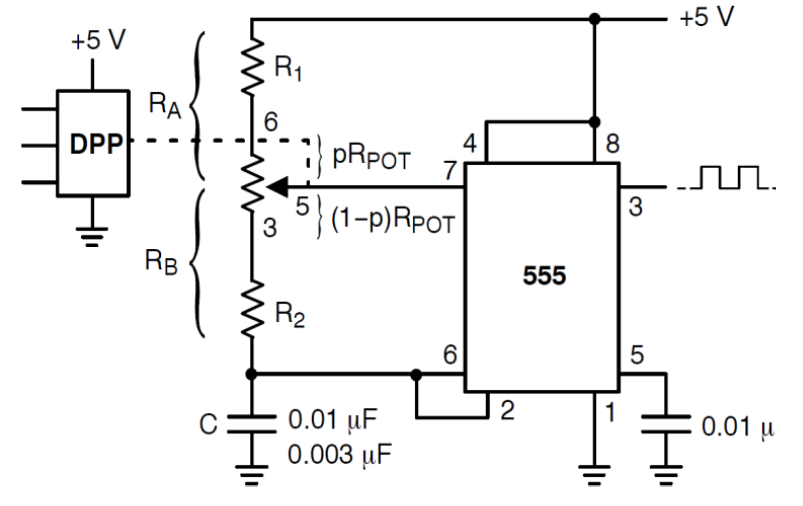 +5 V
+5 V
R1
RA
6
DPP
4
8
pRPOT
7
5
3
(1–p)RPOT
3
RB
555
R2
6
5
2
1
C
0.01 µF
0.003 µF
0.01 µ